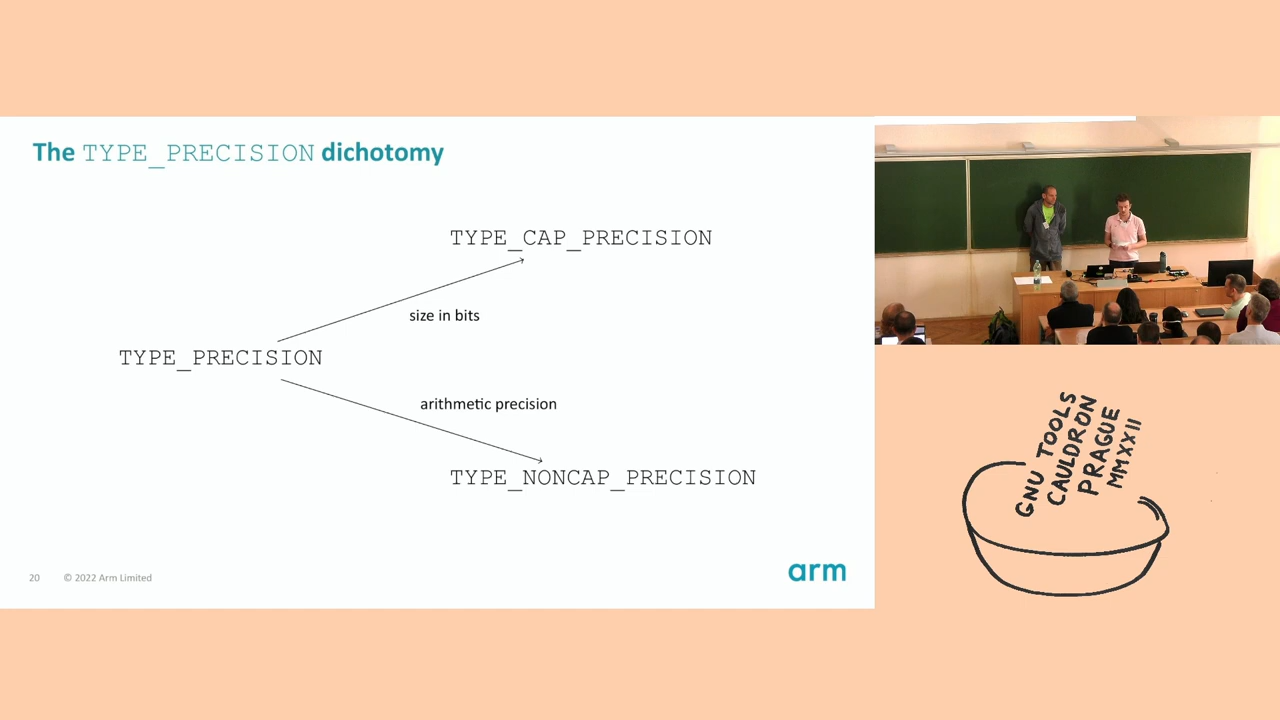 The TYPE_PRECISION dichotomy
TYPE_CAP_PRECISION
size in bits
TYPE_PRECISION
arithmetic precision
TYPE_NONCAP_PRECISION
20 © 2022 Arm Limited
arm
GNU TOOLS
CAULDRON
PRAGUE
MMXXII